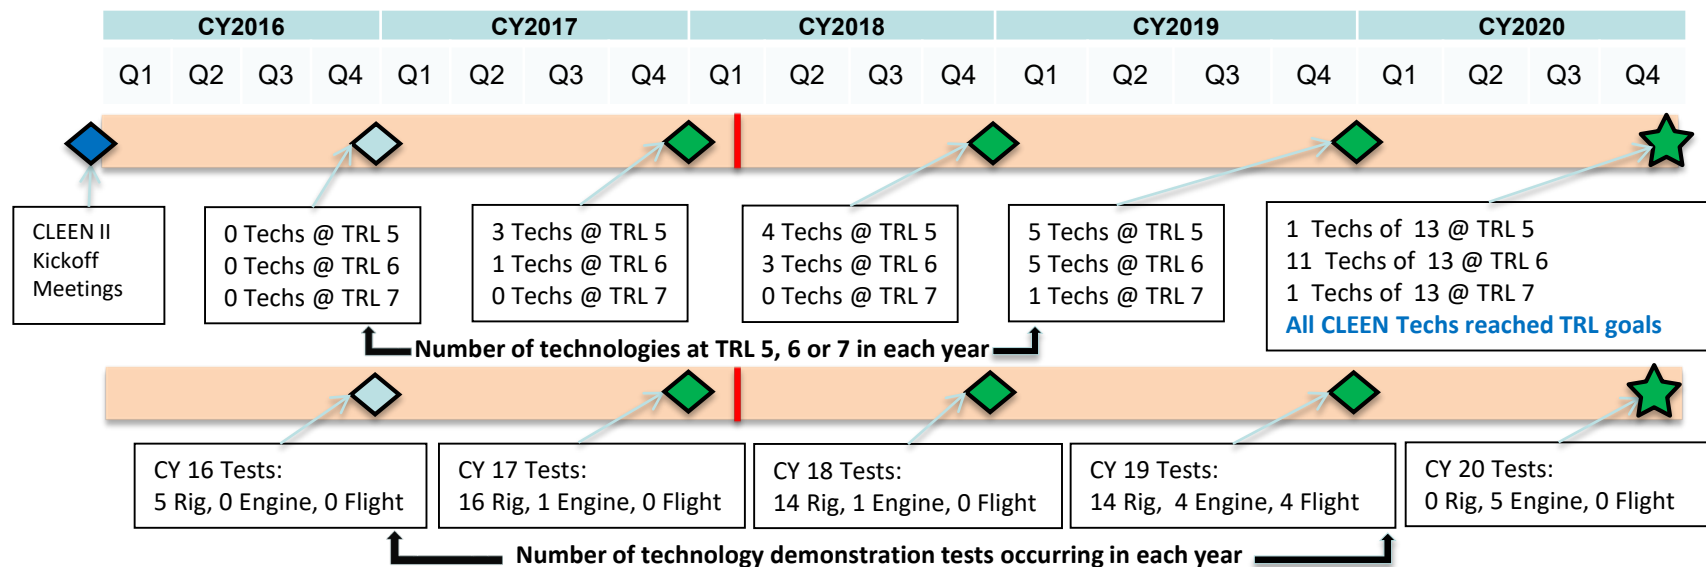 CY2016 CY2017 CY2018 CY2019 CY2020
Q1 Q2 Q3 Q4 Q1 Q2 Q3 Q4 Q1 Q2 Q3 Q4 Q1 Q2 Q3 Q4 Q1 Q2 Q3 Q4
CLEEN II
Kickoff
Meetings
0 Techs @ TRL 5
0 Techs @ TRL 6
0 Techs @ TRL 7
3 Techs @ TRL 5
1 Techs @ TRL 6
0 Techs @ TRL 7
4 Techs @ TRL 5
3 Techs @ TRL 6
0 Techs @ TRL 7
5 Techs @ TRL 5
5 Techs @ TRL 6
1 Techs @ TRL 7
1 Techs of 13 @ TRL 5
11 Techs of 13 @ TRL 6
1 Techs of 13 @ TRL 7
All CLEEN Techs reached TRL goals
Number of technologies at TRL 5, 6 or 7 in each year
CY 16 Tests:
5 Rig, 0 Engine, 0 Flight
CY 17 Tests:
16 Rig, 1 Engine, 0 Flight
CY 18 Tests:
14 Rig, 1 Engine, 0 Flight
CY 19 Tests:
14 Rig, 4 Engine, 4 Flight
CY 20 Tests:
0 Rig, 5 Engine, 0 Flight
Number of technology demonstration tests occurring in each year